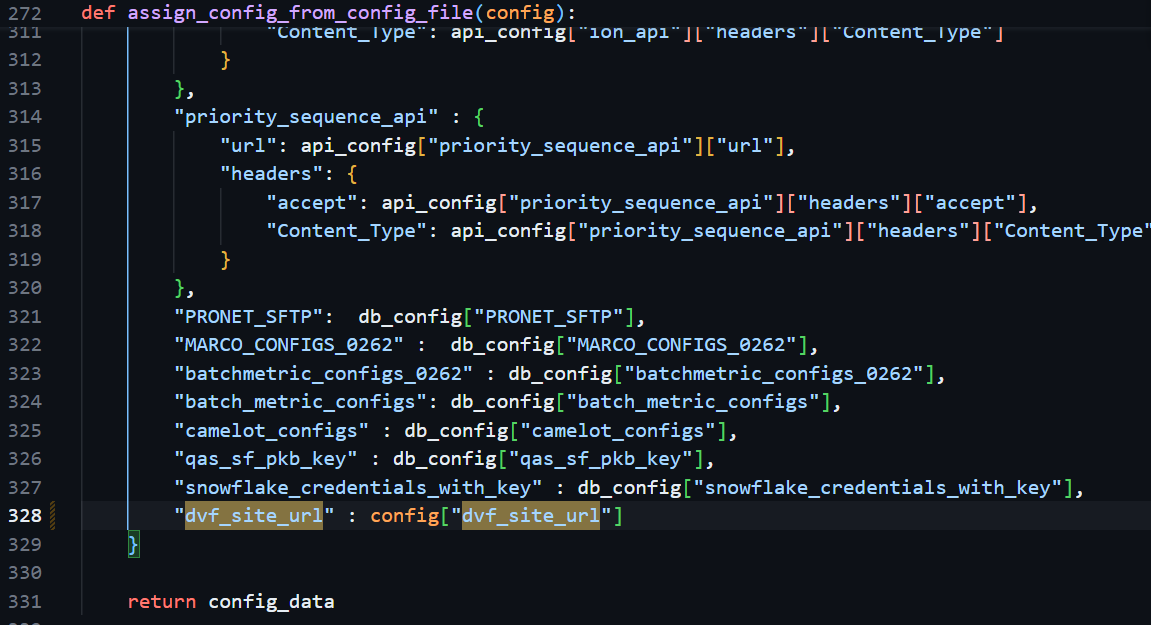 272 def assign_config_from_config_file(config):
311 "Content_Type": api_config["ion_api"]["headers"]["Content_Type"]
312 }
313 },
314 "priority_sequence_api" : {
315 "url": api_config["priority_sequence_api"]["url"],
316 "headers": {
317 "accept": api_config["priority_sequence_api"]["headers"]["accept"],
318 "Content_Type": api_config["priority_sequence_api"]["headers"]["Content_Type"
319 }
320 },
321 "PRONET_SFTP":  db_config["PRONET_SFTP"],
322 "MARCO_CONFIGS_0262" :  db_config["MARCO_CONFIGS_0262"],
323 "batchmetric_configs_0262" : db_config["batchmetric_configs_0262"],
324 "batch_metric_configs": db_config["batch_metric_configs"],
325 "camelot_configs" : db_config["camelot_configs"],
326 "qas_sf_pkb_key" : db_config["qas_sf_pkb_key"],
327 "snowflake_credentials_with_key" : db_config["snowflake_credentials_with_key"],
328 "dvf_site_url" : config["dvf_site_url"]
329 }
330
331 return config_data